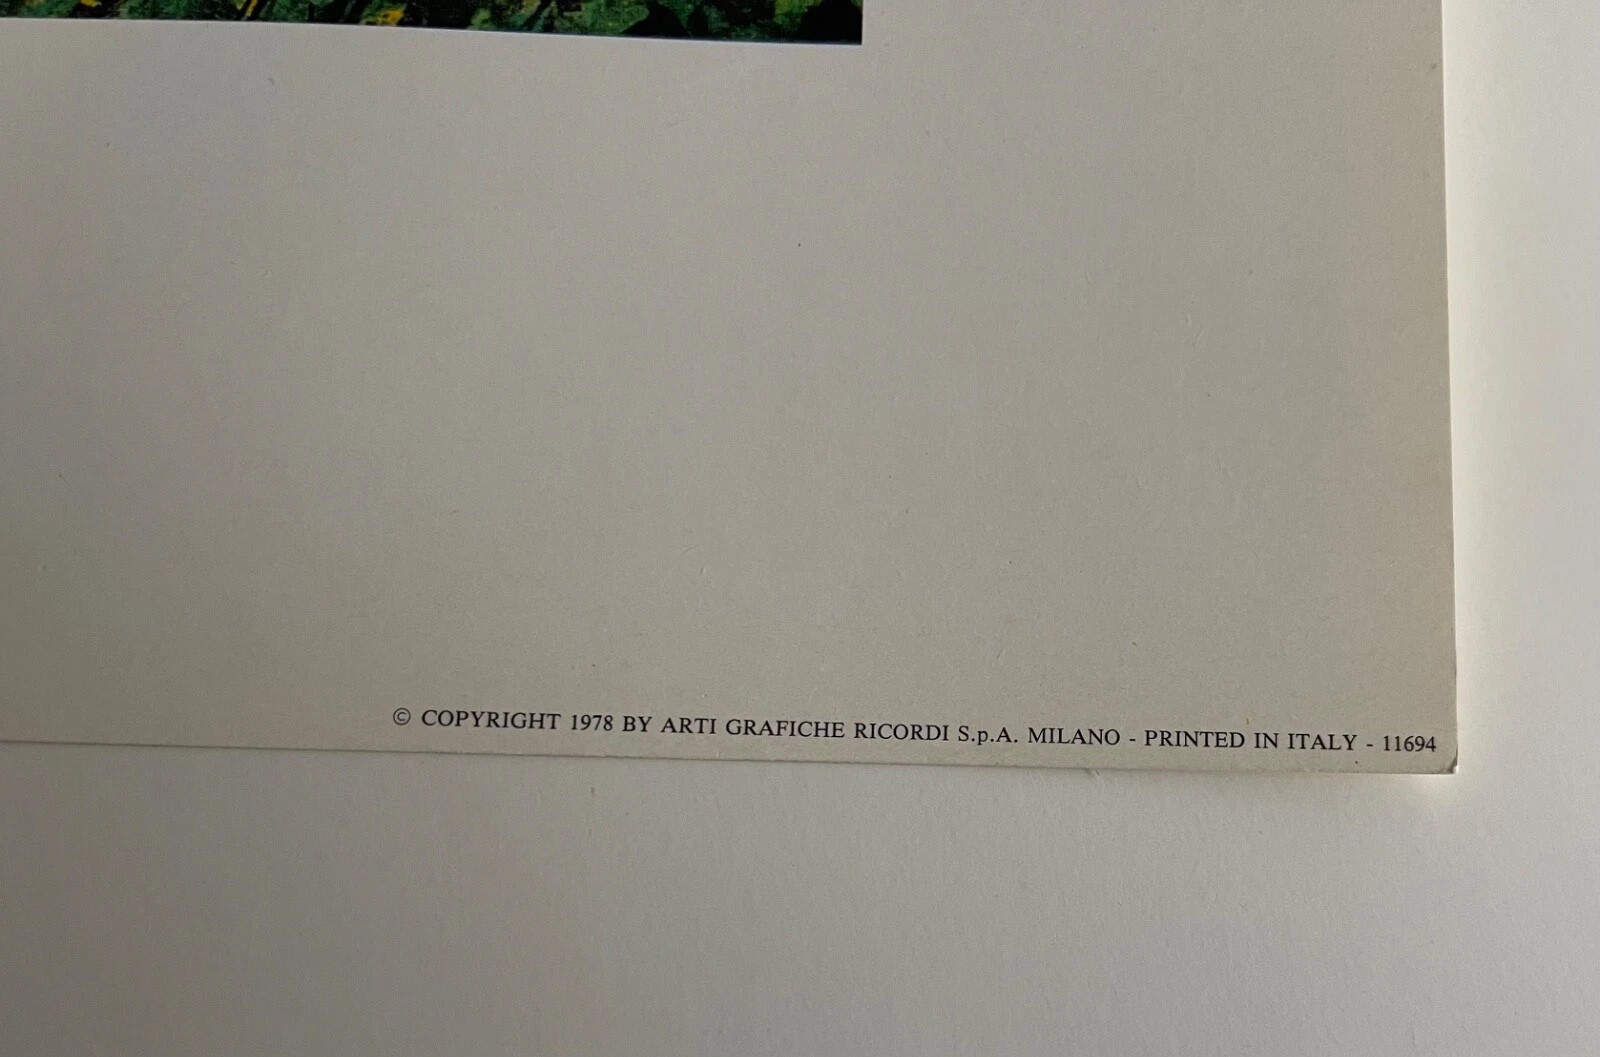 © COPYRIGHT 1978 BY ARTI GRAFICHE RICORDI S.p.A. MILANO - PRINTED IN ITALY - 11694